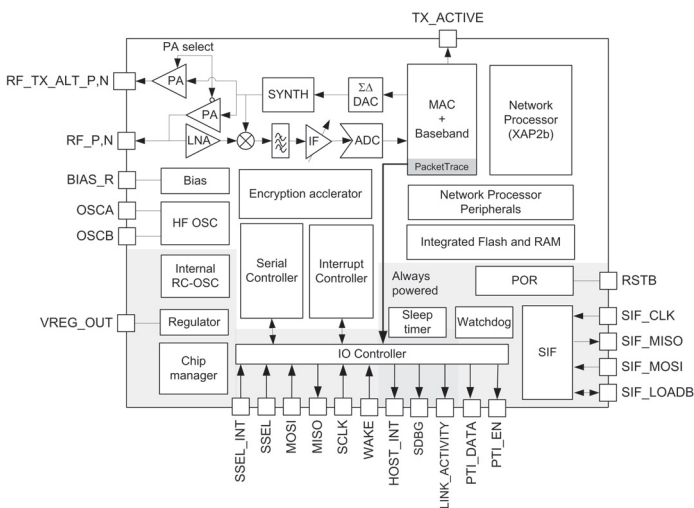 TX_ACTIVE
PA select
RF_TX_ALT_P,N
PA
SYNTH
ΣΔ
DAC
MAC
+
Baseband
Network
Processor
(XAP2b)
PA
RF_P,N
LNA
IF
ADC
PacketTrace
BIAS_R
Bias
Encryption acclerator
Network Processor
Peripherals
OSCA
HF OSC
OSCB
Serial
Controller
Interrupt
Controller
Integrated Flash and RAM
Internal
RC-OSC
Always
powered
POR
RSTB
VREG_OUT
Regulator
Sleep
timer
Watchdog
SIF
SIF_CLK
SIF_MISO
SIF_MOSI
SIF_LOADB
Chip
manager
IO Controller
SSEL_INT
SSEL
MOSI
MISO
SCLK
WAKE
HOST_INT
SDBG
LINK_ACTIVITY
PTI_DATA
PTI_EN